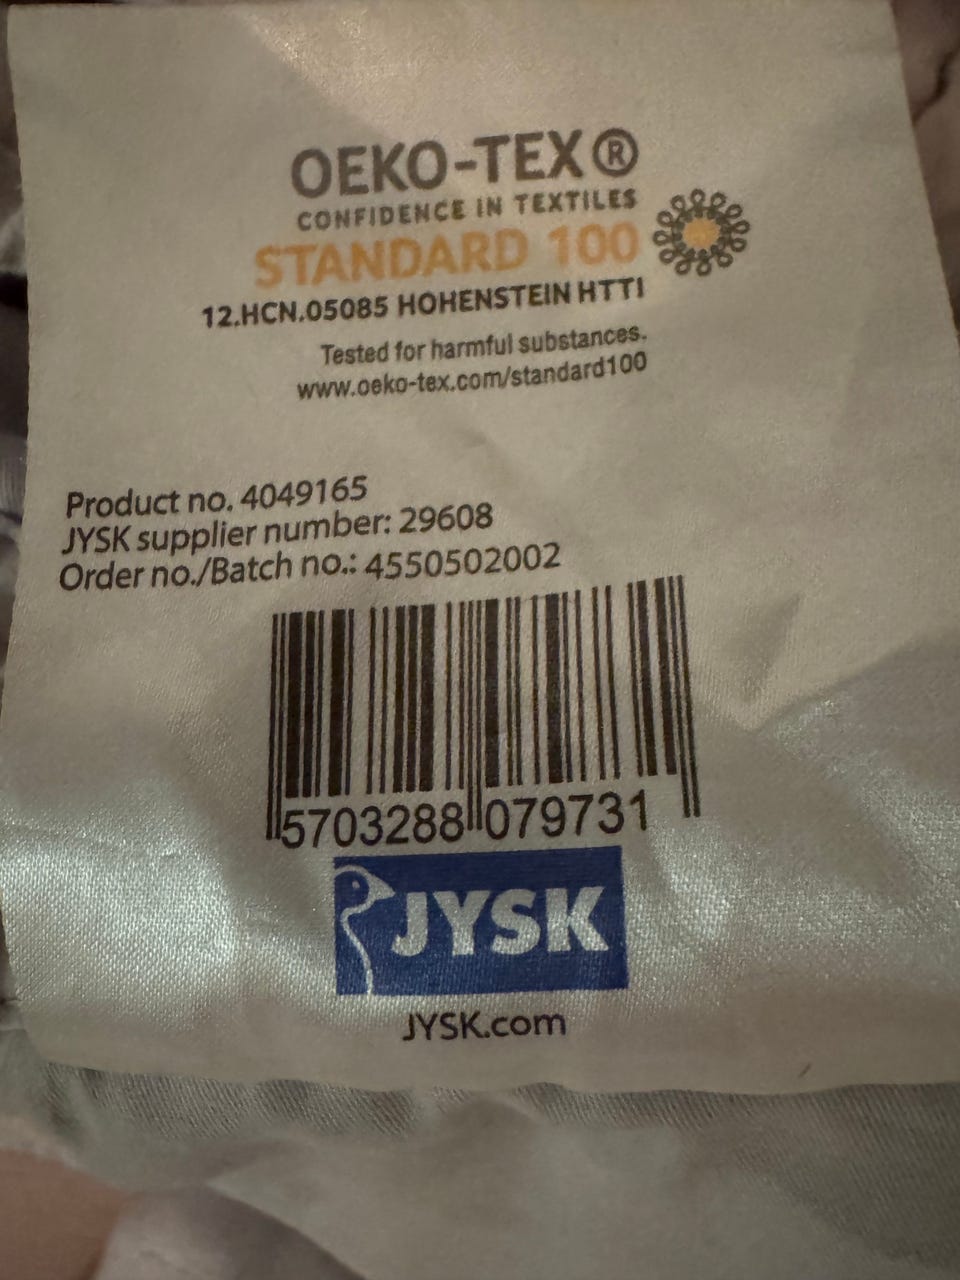 OEKO-TEX®
CONFIDENCE IN TEXTILES
STANDARD 100
12.HCN.05085 HOHENSTEIN HTTI
Tested for harmful substances.
www.oeko-tex.com/standard100
Product no. 4049165
JYSK supplier number: 29608
Order no./Batch no.: 4550502002
5703288 079731
JYSK
JYSK.com